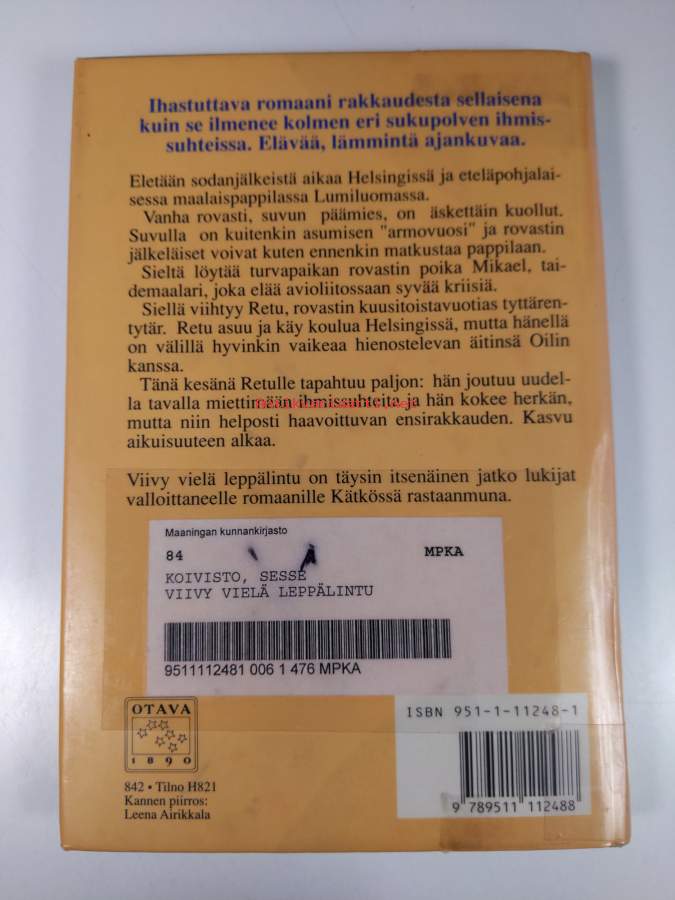 Ihastuttava romaani rakkaudesta sellaisena
kuin se ilmenee kolmen eri sukupolven ihmis-
suhteissa. Elävää, lämmintä ajankuvaa.
Eletään sodanjälkeistä aikaa Helsingissä ja eteläpohjalai-
sessa maalaispappilassa Lumiluomassa.
Vanha rovasti, suvun päämies, on äskettäin kuollut.
Suvulla on kuitenkin asumisen "armovuosi" ja rovastin
jälkeläiset voivat kuten ennenkin matkustaa pappilaan.
Sieltä löytää turvapaikan rovastin poika Mikael, tai-
demaalari, joka elää avioliitossaan syvää kriisiä.
Siellä viihtyy Retu, rovastin kuusitoistavuotias tyttären-
tytär. Retu asuu ja käy koulua Helsingissä, mutta hänellä
on välillä hyvinkin vaikeaa hienostelevan äitinsä Oilin
kanssa.
Tänä kesänä Retulle tapahtuu paljon: hän joutuu uudel-
la tavalla miettimään ihmissuhteita ja hän kokee herkän,
mutta niin helposti haavoittuvan ensirakkauden. Kasvu
aikuisuuteen alkaa.
Viivy vielä leppälintu on täysin itsenäinen jatko lukijat
valloittaneelle romaanille Kätkössä rastaanmuna.
Maaningan kunnankirjasto
84 MPKA
KOIVISTO, SESSE
VIIVY VIELÄ LEPPÄLINTU
9511112481 006 1 476 MPKA
OTAVA
1890
842 • Tilno H821
Kannen piirros:
Leena Airikkala
ISBN 951-1-11248-1
9 789511 112488